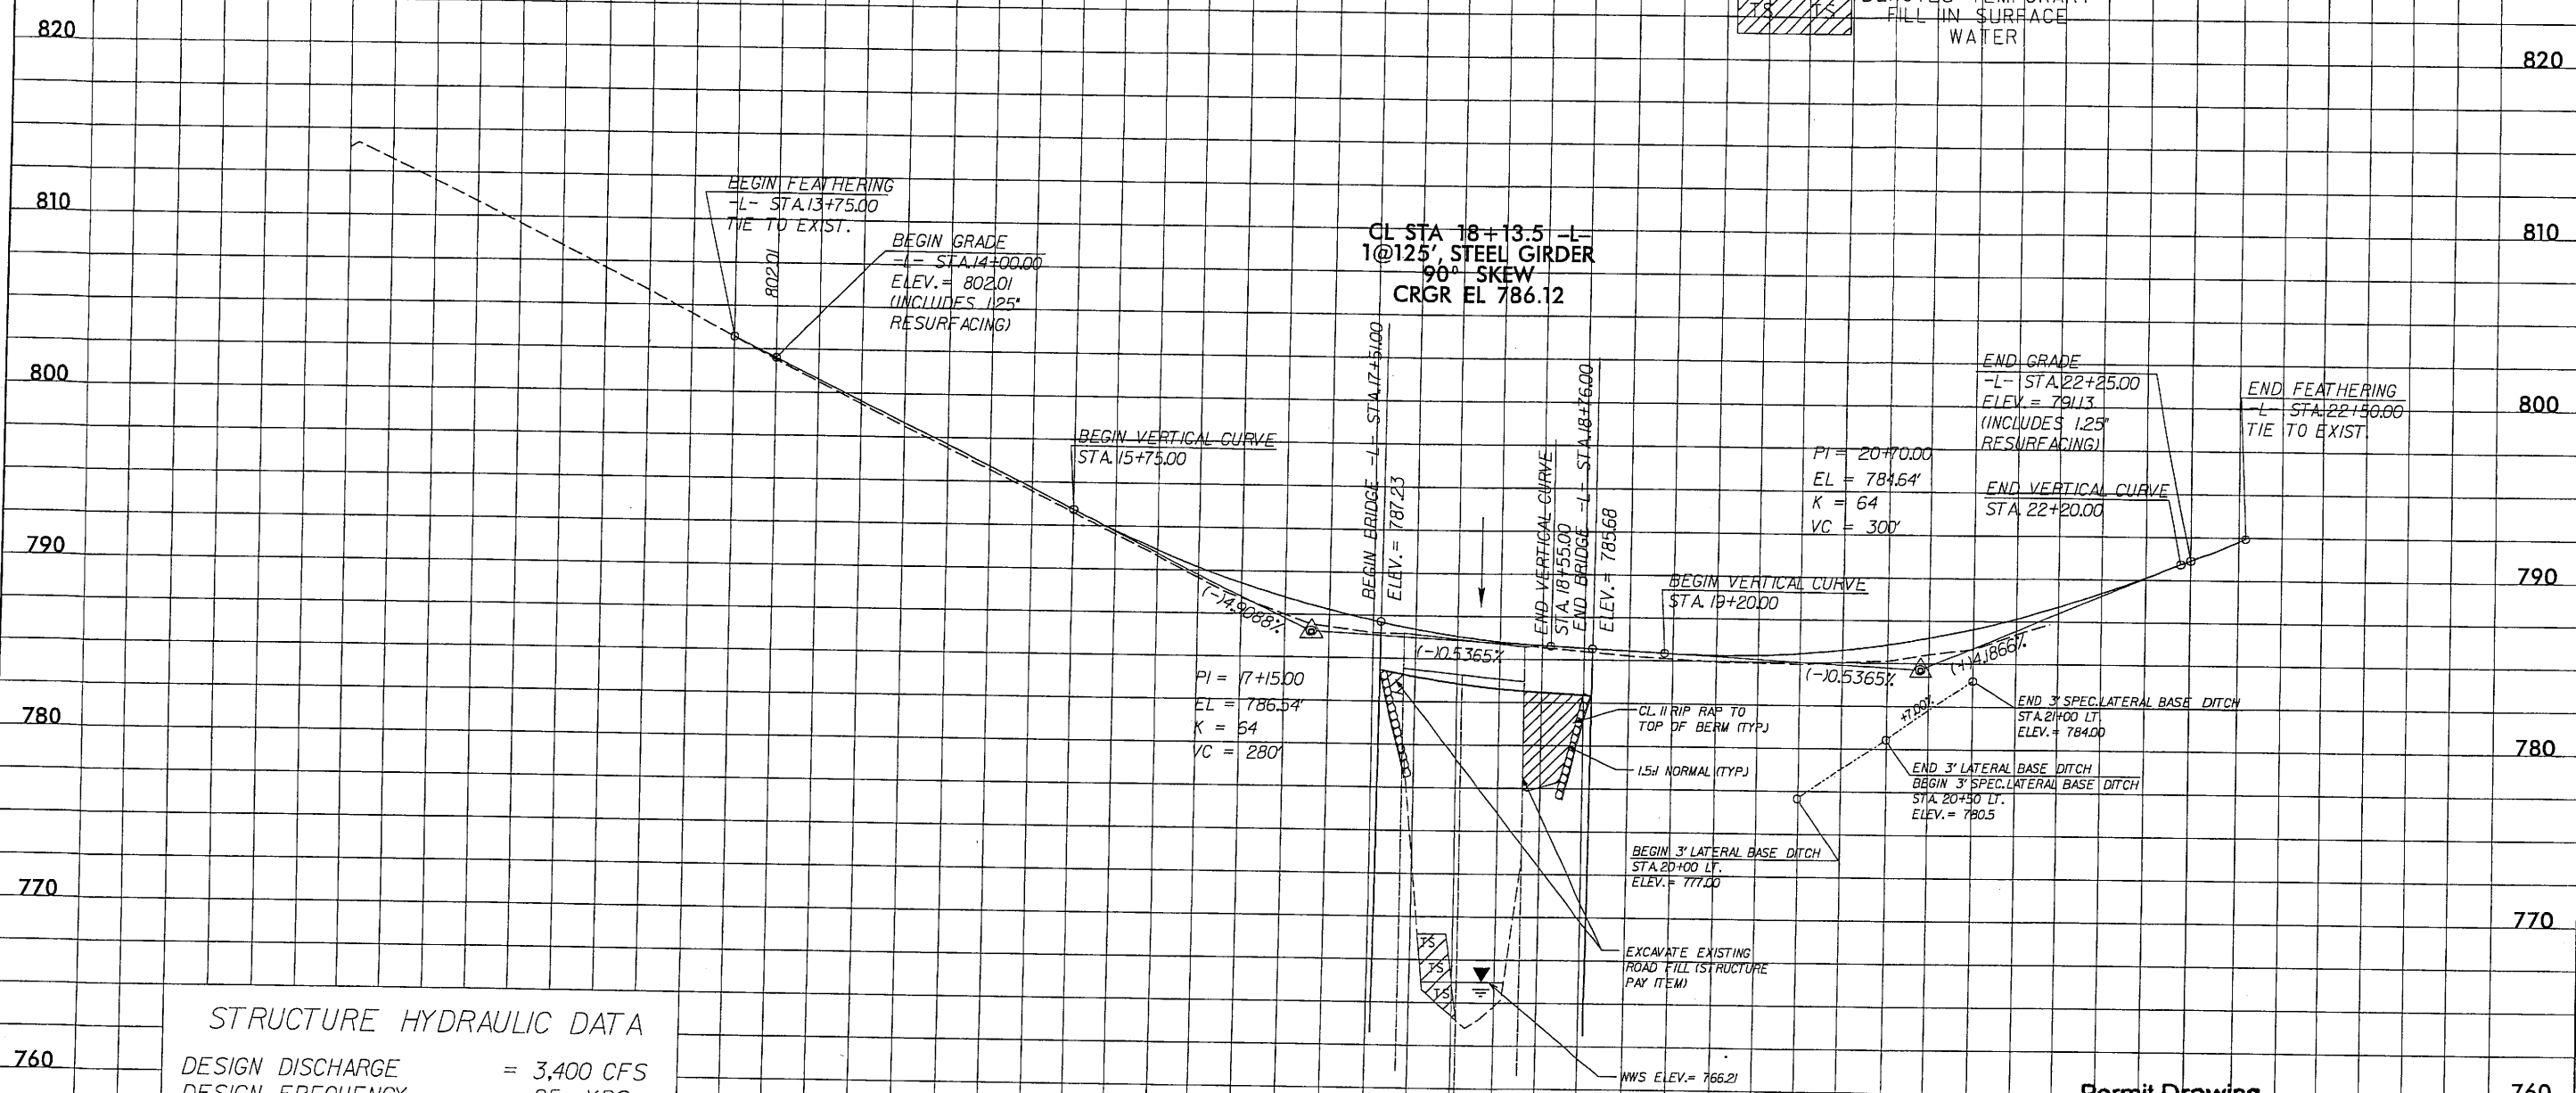 TS TS
FILL IN SURFACE
WATER
820
820
810
810
800
800
790
790
780
780
770
770
760
760
BEGIN FEATHERING
-L- STA.13+75.00
TIE TO EXIST.
802.01
BEGIN GRADE
-L- STA.14+00.00
ELEV.= 802.01
(INCLUDES 1.25"
RESURFACING)
CL STA 18+13.5 -L-
1@125', STEEL GIRDER
90° SKEW
CRGR EL 786.12
BEGIN VERTICAL CURVE
STA.15+75.00
BEGIN BRIDGE -L- STA.17+51.00
ELEV.= 787.23
END VERTICAL CURVE
STA.18+55.00
END BRIDGE -L- STA.18+76.00
ELEV.= 785.68
BEGIN VERTICAL CURVE
STA.19+20.00
PI = 20+70.00
EL = 784.64'
K = 64
VC = 300'
END GRADE
-L- STA.22+25.00
ELEV.= 791.13
(INCLUDES 1.25"
RESURFACING)
END VERTICAL CURVE
STA.22+20.00
END FEATHERING
-L- STA.22+50.00
TIE TO EXIST.
(-)4.9088%
(-)0.5365%
(-)0.5365%
(+)4.1866%
PI = 17+15.00
EL = 786.54'
K = 64
VC = 280'
CL II RIP RAP TO
TOP OF BERM (TYP.)
1.5:1 NORMAL (TYP.)
+7.00%
END 3' SPEC.LATERAL BASE DITCH
STA.21+00 LT.
ELEV.= 784.00
END 3' LATERAL BASE DITCH
BEGIN 3' SPEC.LATERAL BASE DITCH
STA.20+50 LT.
ELEV.= 780.5
BEGIN 3' LATERAL BASE DITCH
STA.20+00 LT.
ELEV.= 777.00
TS
TS
TS
EXCAVATE EXISTING
ROAD FILL (STRUCTURE
PAY ITEM)
NWS ELEV.= 766.21
STRUCTURE HYDRAULIC DATA
DESIGN DISCHARGE = 3,400 CFS
DESIGN FREQUENCY
Permit Drawing